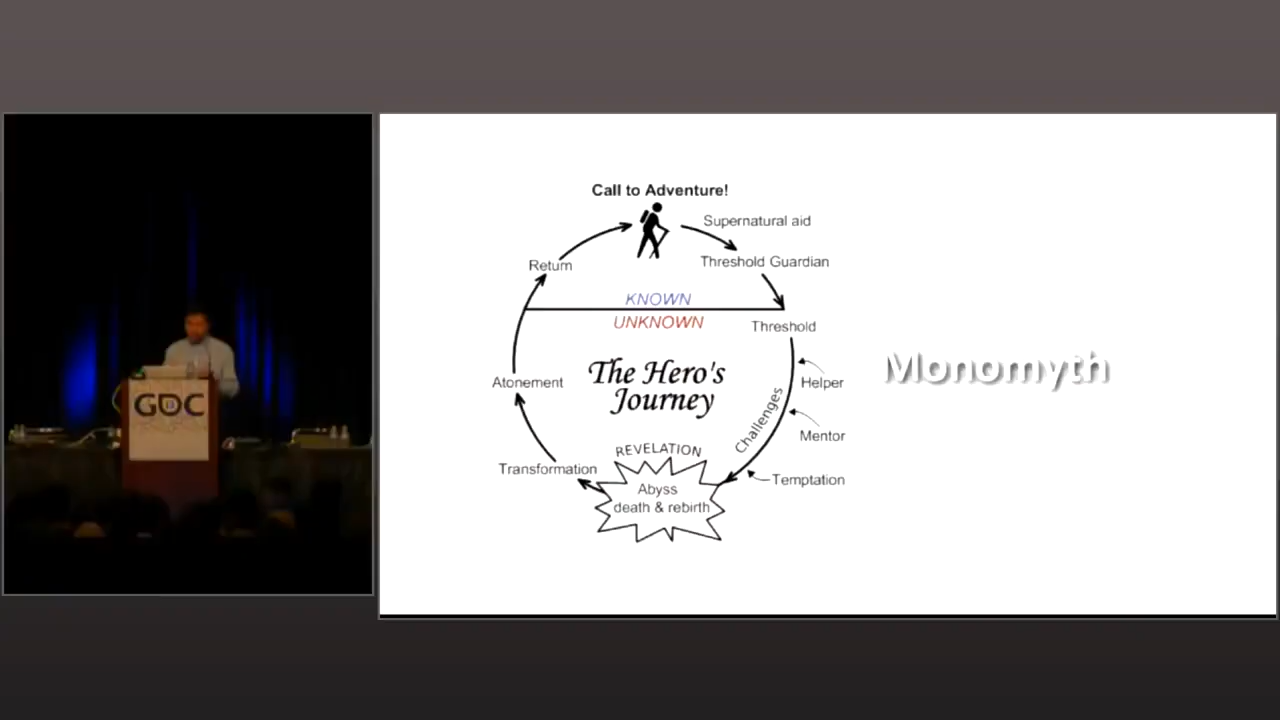 GDC
Call to Adventure!
Supernatural aid
Threshold Guardian
Return
KNOWN
UNKNOWN
Threshold
The Hero's
Journey
Monomyth
Atonement
Helper
Challenges
Mentor
REVELATION
Transformation
Temptation
Abyss
death & rebirth